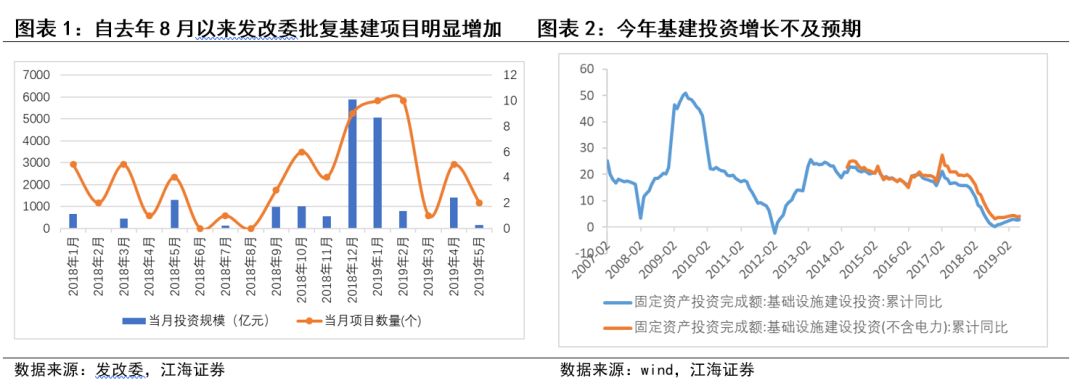 图表 1：自去年 8 月以来发改委批复基建项目明显增加
7000
6000
5000
4000
3000
2000
1000
0
12
10
8
6
4
2
0
2018年1月
2018年2月
2018年3月
2018年4月
2018年5月
2018年6月
2018年7月
2018年8月
2018年9月
2018年10月
2018年11月
2018年12月
2019年1月
2019年2月
2019年3月
2019年4月
2019年5月
当月投资规模（亿元）
当月项目数量(个)
数据来源：发改委，江海证券
图表 2：今年基建投资增长不及预期
60
50
40
30
20
10
0
-10
2007-02
2008-02
2009-02
2010-02
2011-02
2012-02
2013-02
2014-02
2015-02
2016-02
2017-02
2018-02
2019-02
固定资产投资完成额:基础设施建设投资:累计同比
固定资产投资完成额:基础设施建设投资(不含电力):累计同比
数据来源：wind，江海证券